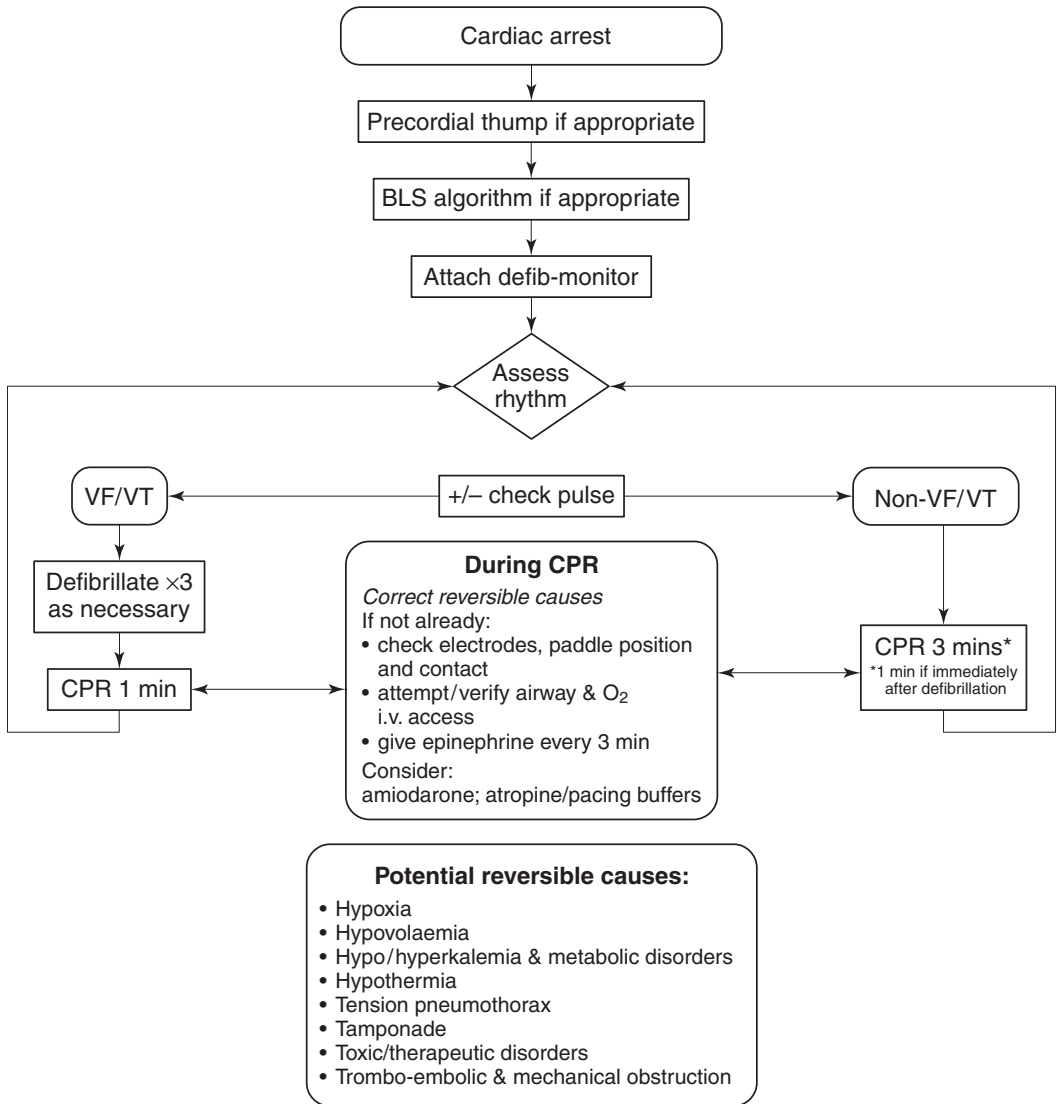 Cardiac arrest
Precordial thump if appropriate
BLS algorithm if appropriate
Attach defib-monitor
Assess
rhythm
VF/VT
+/– check pulse
Non-VF/VT
Defibrillate ×3
as necessary
CPR 1 min
During CPR
Correct reversible causes
If not already:
• check electrodes, paddle position
and contact
• attempt/verify airway & O₂
i.v. access
• give epinephrine every 3 min
Consider:
amiodarone; atropine/pacing buffers
CPR 3 mins*
*1 min if immediately
after defibrillation
Potential reversible causes:
• Hypoxia
• Hypovolaemia
• Hypo/hyperkalemia & metabolic disorders
• Hypothermia
• Tension pneumothorax
• Tamponade
• Toxic/therapeutic disorders
• Trombo-embolic & mechanical obstruction